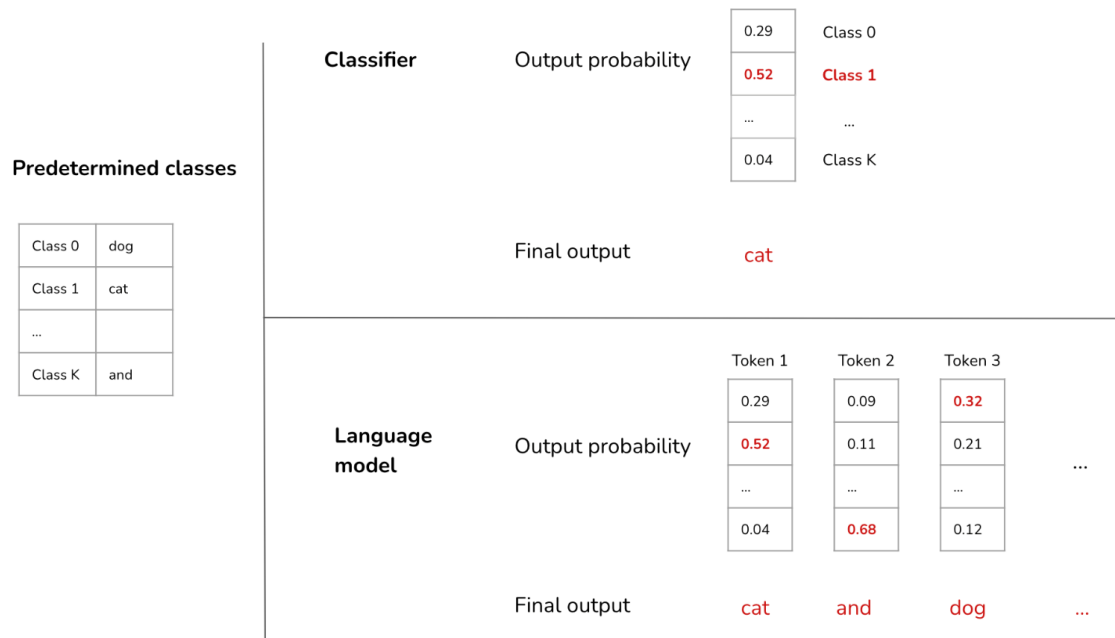 Predetermined classes
Class 0 dog
Class 1 cat
...
Class K and
Classifier
Output probability
0.29 Class 0
0.52 Class 1
... ...
0.04 Class K
Final output cat
Language
model
Output probability
Token 1 Token 2 Token 3
0.29 0.09 0.32
0.52 0.11 0.21 ...
... ... ...
0.04 0.68 0.12
Final output cat and dog ...